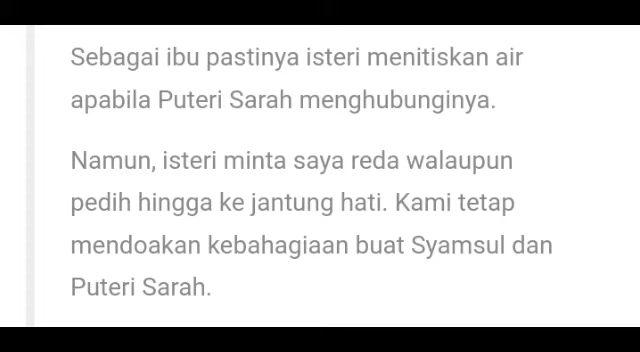 Sebagai ibu pastinya isteri menitiskan air
apabila Puteri Sarah menghubunginya.
Namun, isteri minta saya reda walaupun
pedih hingga ke jantung hati. Kami tetap
mendoakan kebahagiaan buat Syamsul dan
Puteri Sarah.